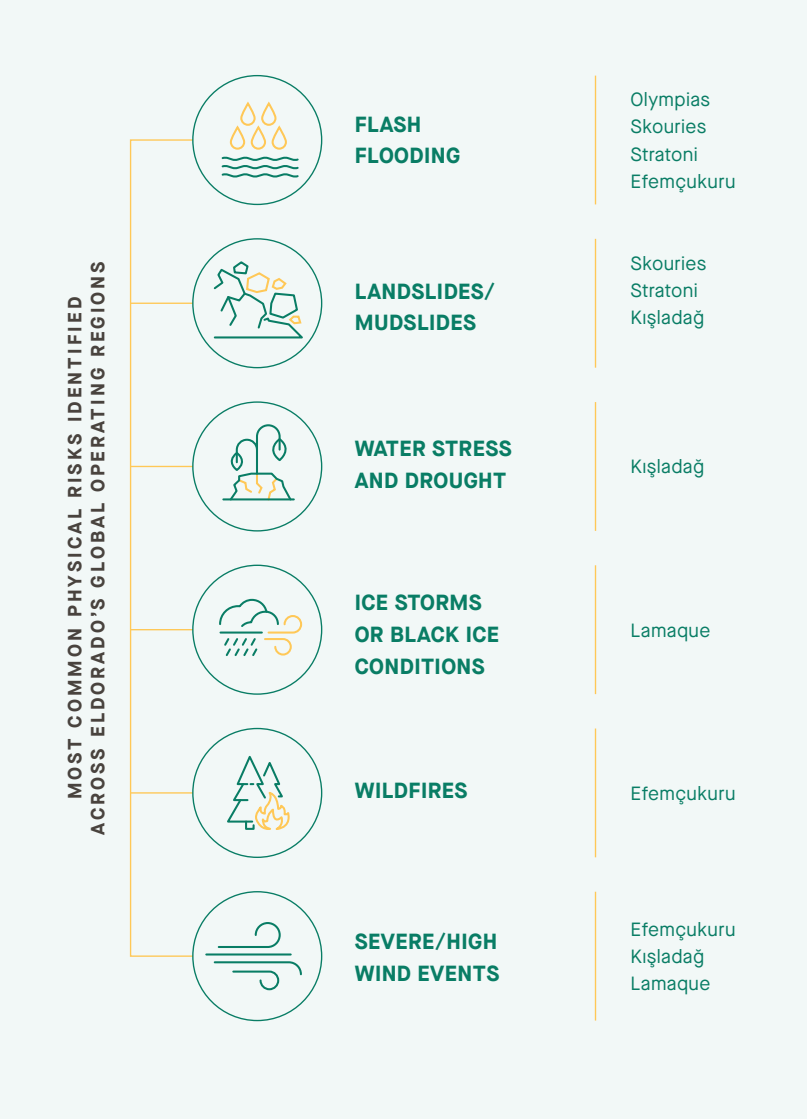 MOST COMMON PHYSICAL RISKS IDENTIFIED
ACROSS ELDORADO’S GLOBAL OPERATING REGIONS
FLASH
FLOODING
Olympias
Skouries
Stratoni
Efemçukuru
LANDSLIDES/
MUDSLIDES
Skouries
Stratoni
Kışladağ
WATER STRESS
AND DROUGHT
Kışladağ
ICE STORMS
OR BLACK ICE
CONDITIONS
Lamaque
WILDFIRES
Efemçukuru
SEVERE/HIGH
WIND EVENTS
Efemçukuru
Kışladağ
Lamaque